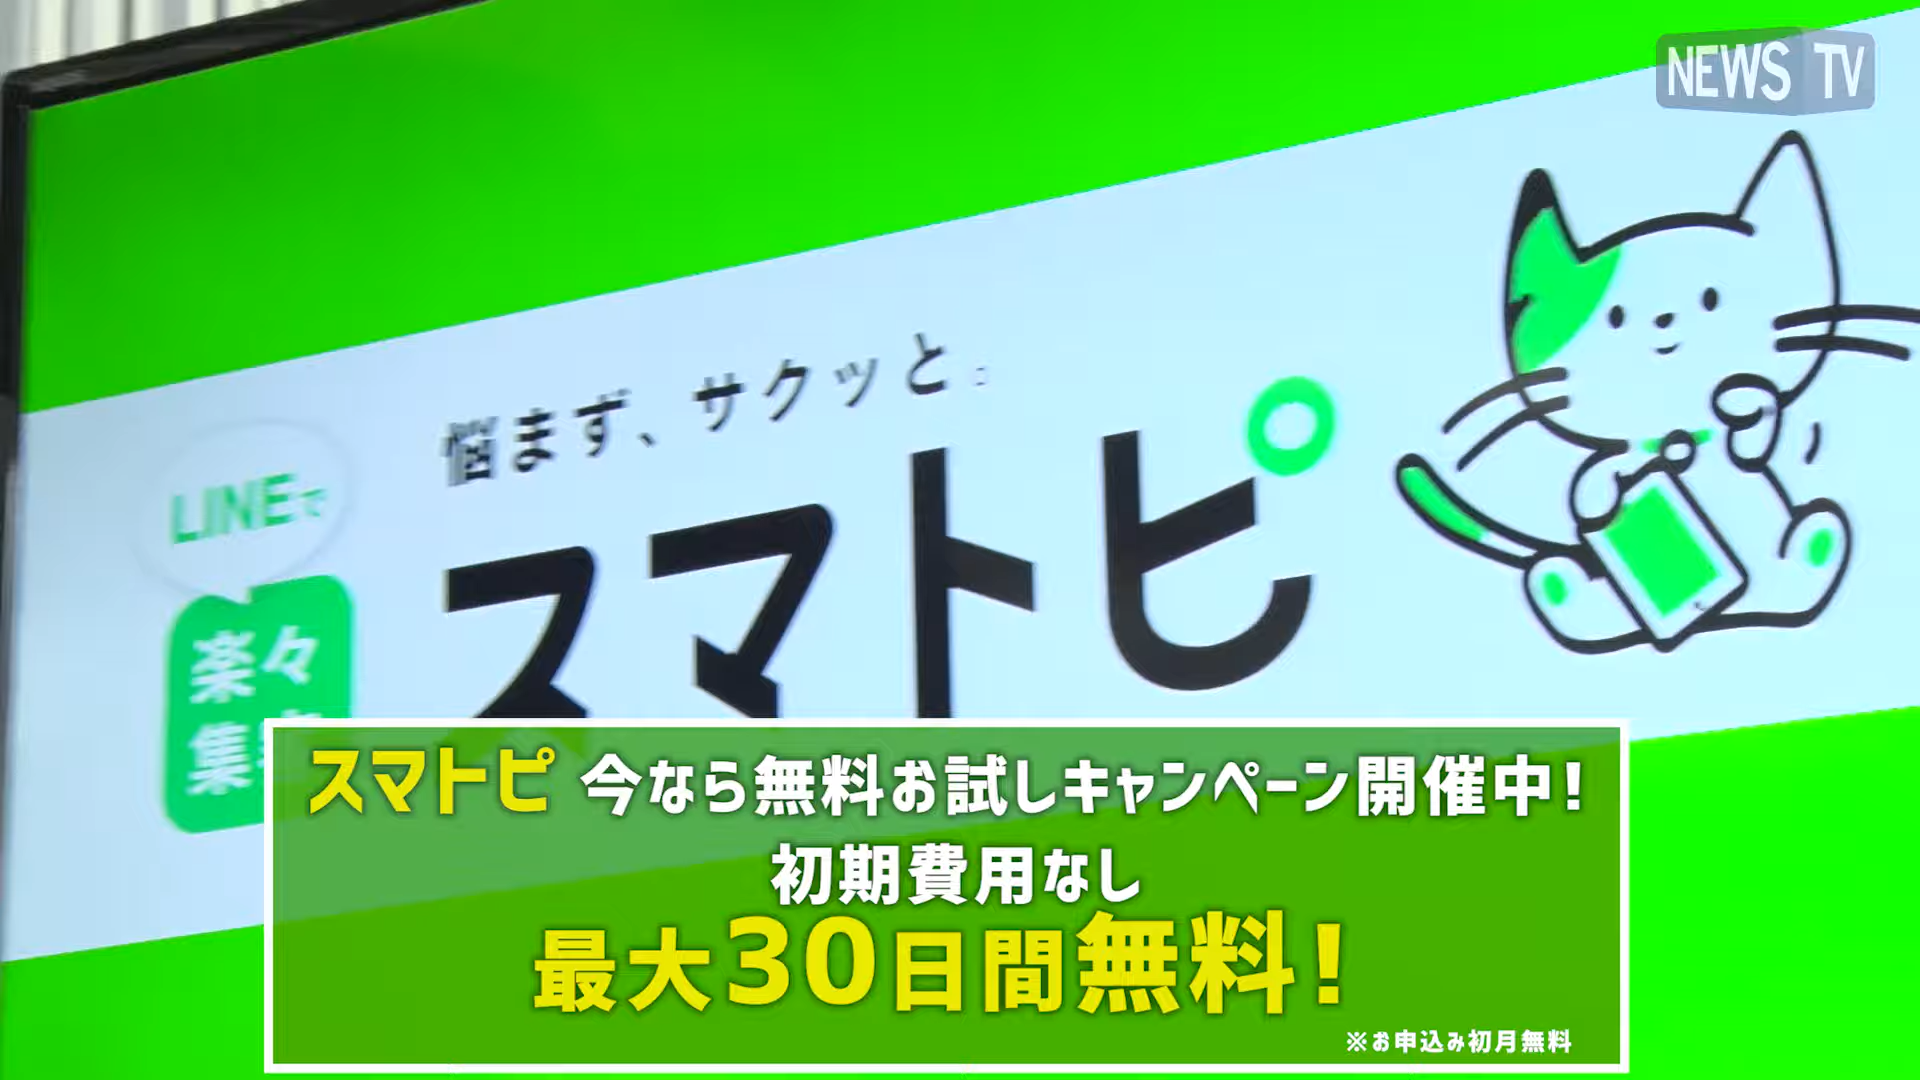 NEWS TV
悩まず、サクッと。
LINEで
スマトピ
楽々
集
スマトピ 今なら無料お試しキャンペーン開催中!
初期費用なし
最大30日間無料!
※お申込み初月無料